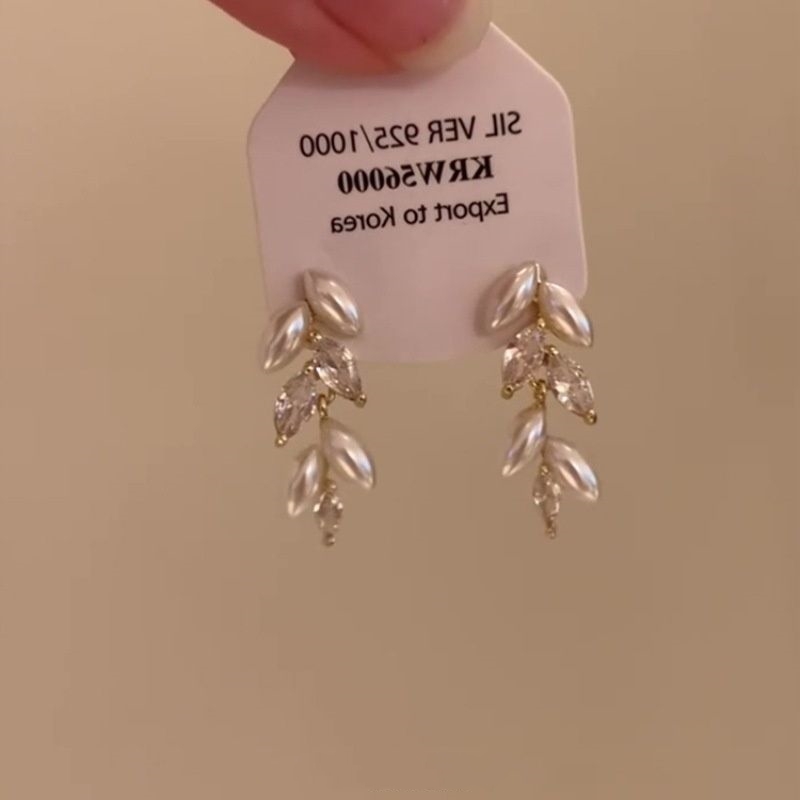 SIL VER 925/1000
KRW56000
Export to Korea